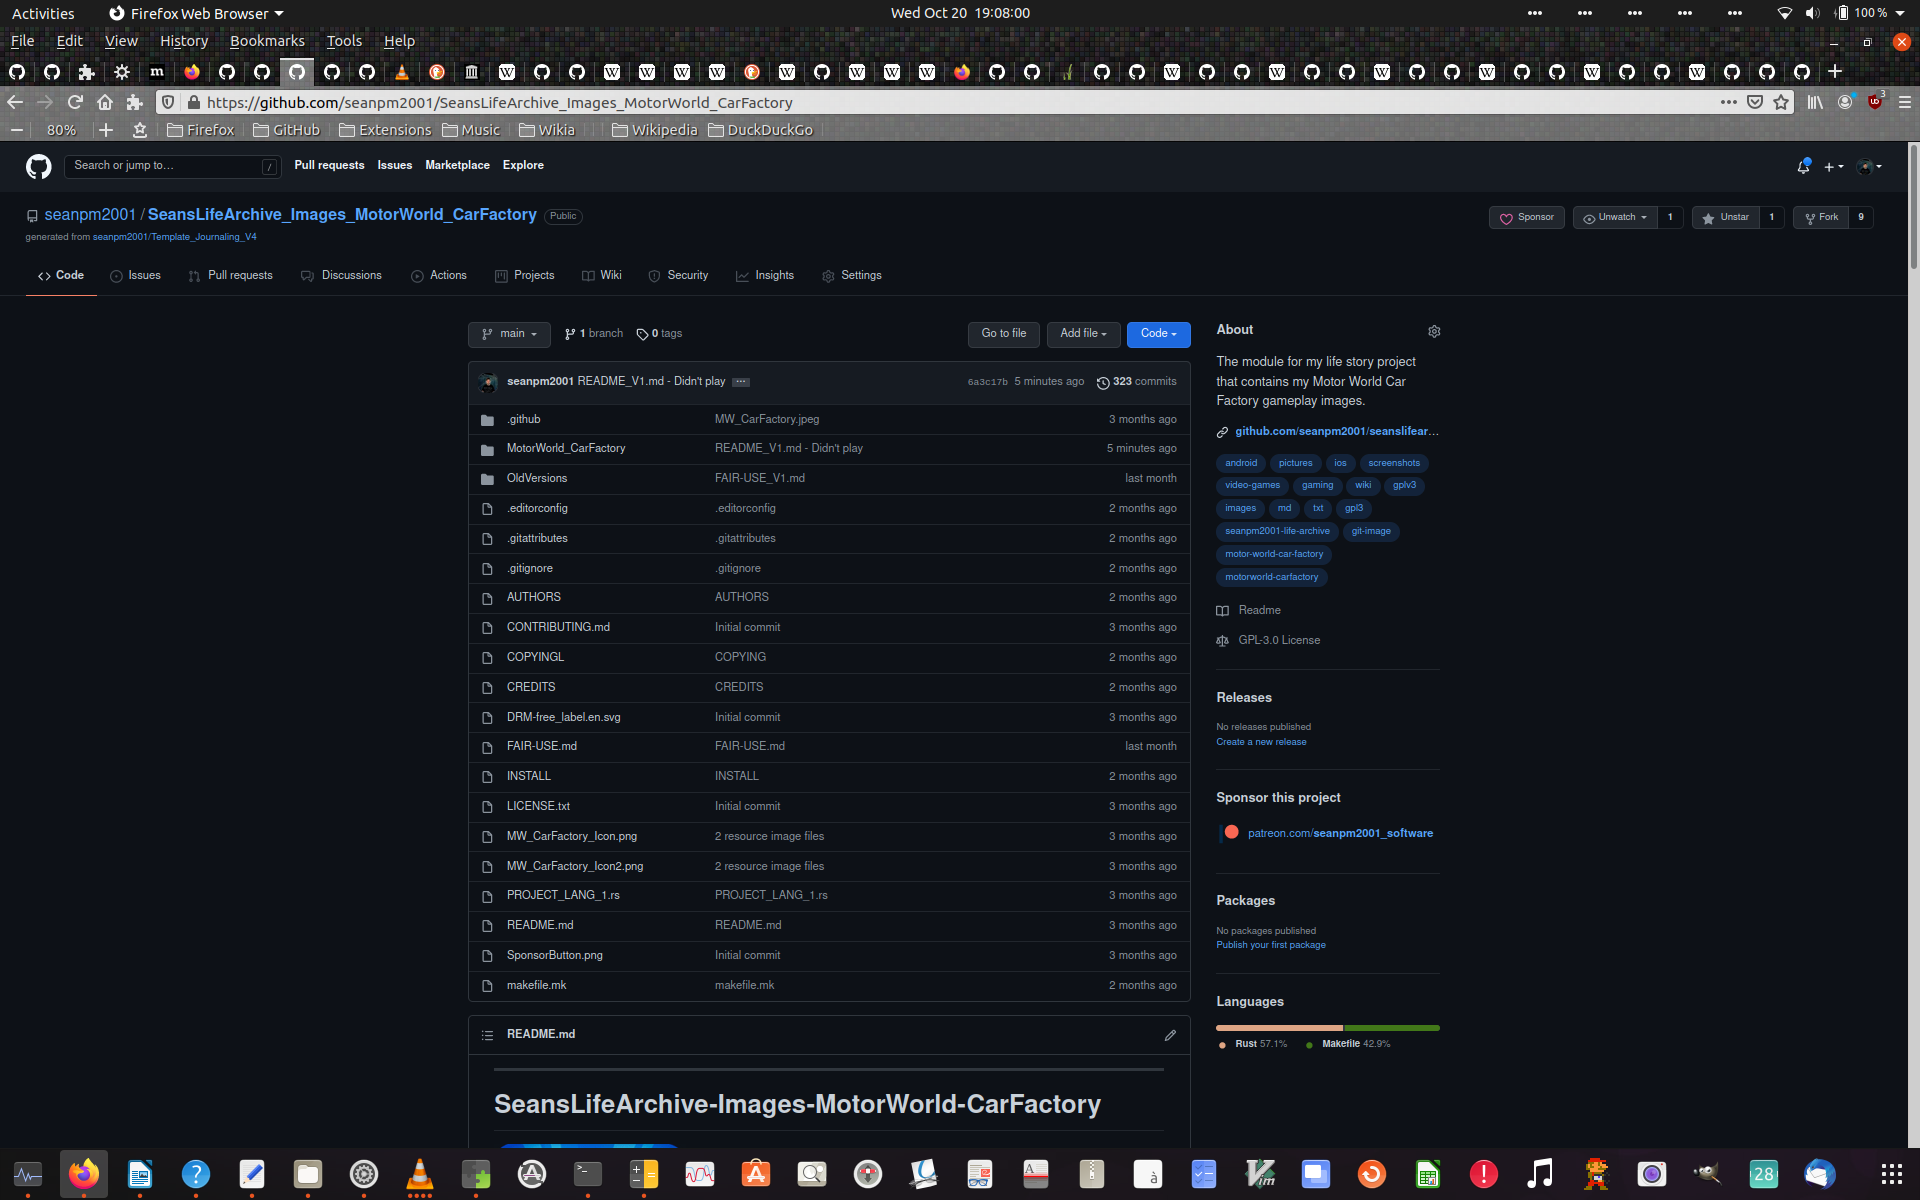 Activities Firefox Web Browser Wed Oct 20 19:08:00 100 %
File Edit View History Bookmarks Tools Help
https://github.com/seanpm2001/SeansLifeArchive_Images_MotorWorld_CarFactory 3
80% Firefox GitHub Extensions Music Wikia Wikipedia DuckDuckGo
Search or jump to... / Pull requests Issues Marketplace Explore
seanpm2001 / SeansLifeArchive_Images_MotorWorld_CarFactory Public Sponsor Unwatch 1 Unstar 1 Fork 9
generated from seanpm2001/Template_Journaling_V4
Code Issues Pull requests Discussions Actions Projects Wiki Security Insights Settings
main 1 branch 0 tags Go to file Add file Code
seanpm2001 README_V1.md - Didn't play ... 6a3c17b 5 minutes ago 323 commits
.github MW_CarFactory.jpeg 3 months ago
MotorWorld_CarFactory README_V1.md - Didn't play 5 minutes ago
OldVersions FAIR-USE_V1.md last month
.editorconfig .editorconfig 2 months ago
.gitattributes .gitattributes 2 months ago
.gitignore .gitignore 2 months ago
AUTHORS AUTHORS 2 months ago
CONTRIBUTING.md Initial commit 3 months ago
COPYINGL COPYING 2 months ago
CREDITS CREDITS 2 months ago
DRM-free_label.en.svg Initial commit 3 months ago
FAIR-USE.md FAIR-USE.md last month
INSTALL INSTALL 2 months ago
LICENSE.txt Initial commit 3 months ago
MW_CarFactory_Icon.png 2 resource image files 3 months ago
MW_CarFactory_Icon2.png 2 resource image files 3 months ago
PROJECT_LANG_1.rs PROJECT_LANG_1.rs 3 months ago
README.md README.md 3 months ago
SponsorButton.png Initial commit 3 months ago
makefile.mk makefile.mk 2 months ago
README.md
SeansLifeArchive-Images-MotorWorld-CarFactory
About
The module for my life story project
that contains my Motor World Car
Factory gameplay images.
github.com/seanpm2001/seanslifear...
android pictures ios screenshots
video-games gaming wiki gplv3
images md txt gpl3
seanpm2001-life-archive git-image
motor-world-car-factory
motorworld-carfactory
Readme
GPL-3.0 License
Releases
No releases published
Create a new release
Sponsor this project
patreon.com/seanpm2001_software
Packages
No packages published
Publish your first package
Languages
Rust 57.1% Makefile 42.9%
28